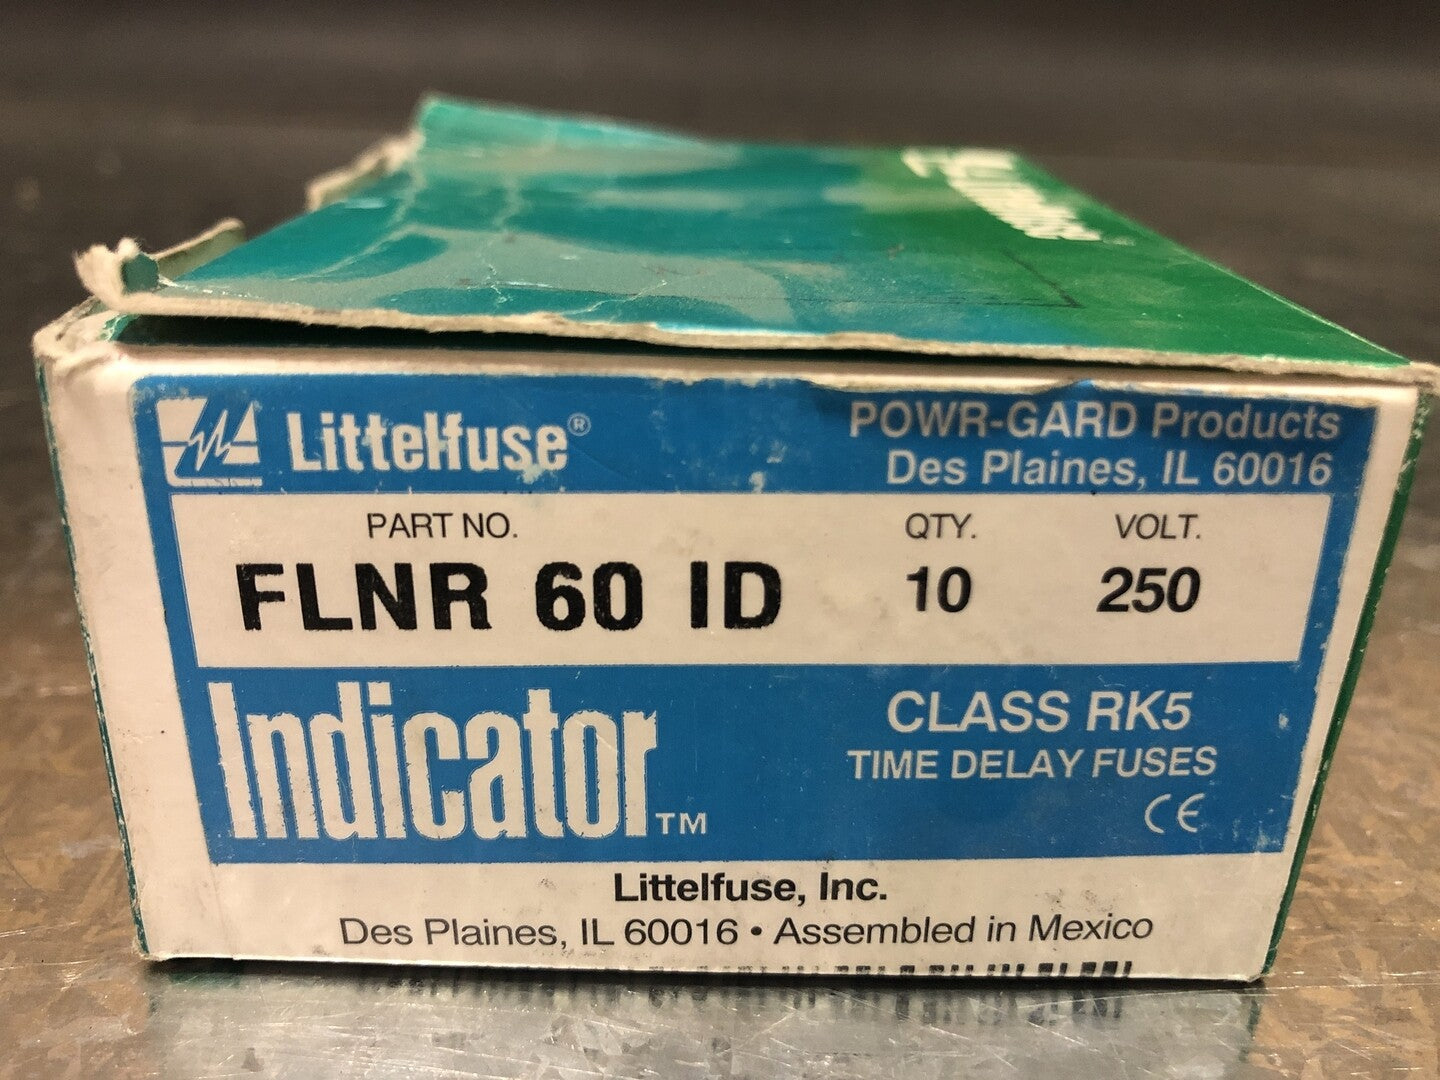 Littelfuse®
POWR-GARD Products
Des Plaines, IL 60016
PART NO.
QTY.
VOLT.
FLNR 60 ID
10
250
Indicator™
CLASS RK5
TIME DELAY FUSES
CE
Littelfuse, Inc.
Des Plaines, IL 60016 • Assembled in Mexico